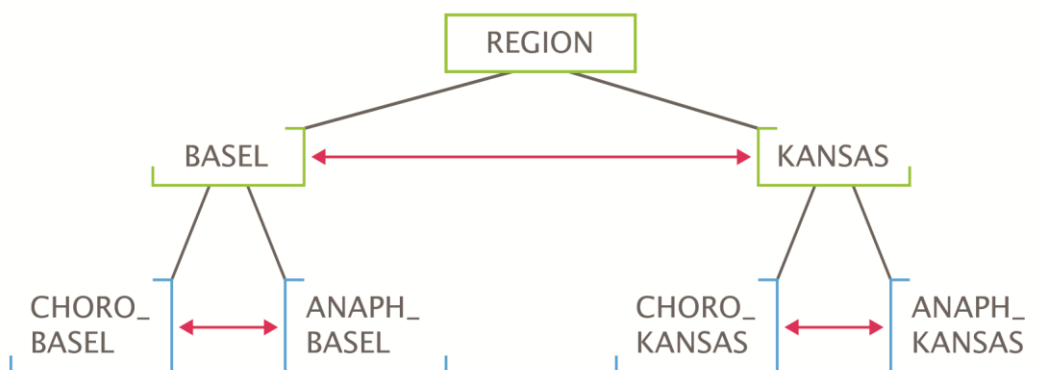 REGION
BASEL
KANSAS
CHORO_
BASEL
ANAPH_
BASEL
CHORO_
KANSAS
ANAPH_
KANSAS